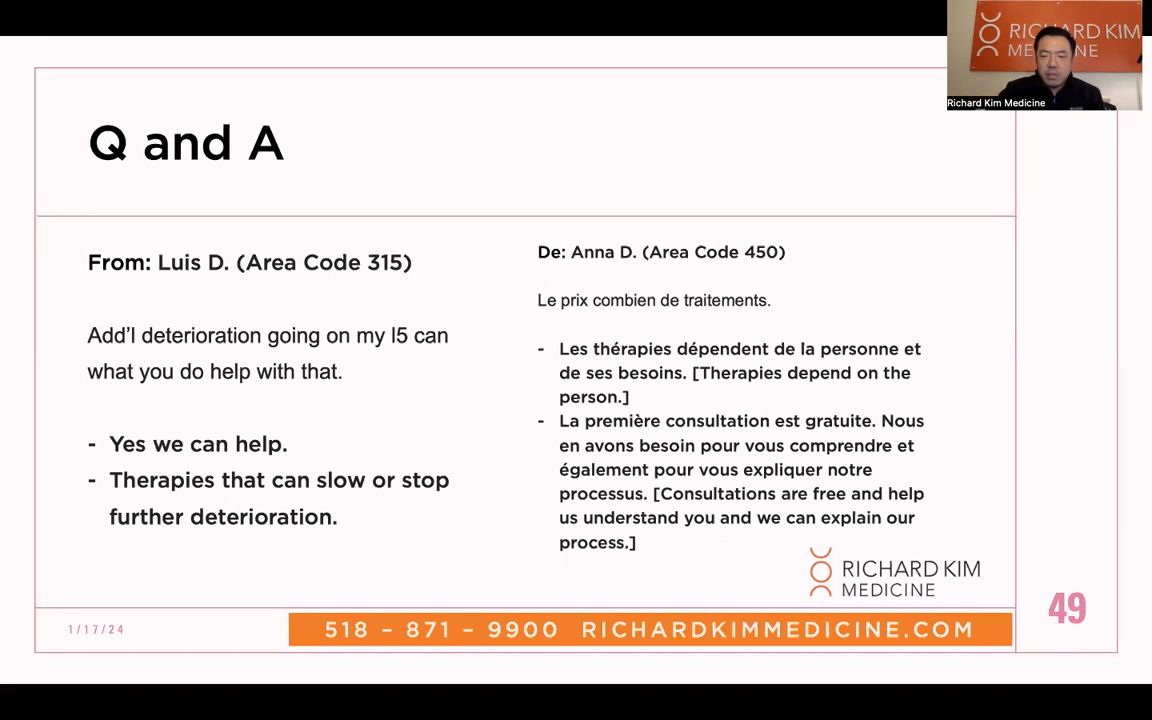 RICHARD KIM
MEDICINE
Richard Kim Medicine
Q and A
From: Luis D. (Area Code 315)
Add'l deterioration going on my l5 can
what you do help with that.
- Yes we can help.
- Therapies that can slow or stop
further deterioration.
De: Anna D. (Area Code 450)
Le prix combien de traitements.
- Les thérapies dépendent de la personne et
de ses besoins. [Therapies depend on the
person.]
- La première consultation est gratuite. Nous
en avons besoin pour vous comprendre et
également pour vous expliquer notre
processus. [Consultations are free and help
us understand you and we can explain our
process.]
RICHARD KIM
MEDICINE
49
1/17/24
518 – 871 – 9900 RICHARDKIMMEDICINE.COM